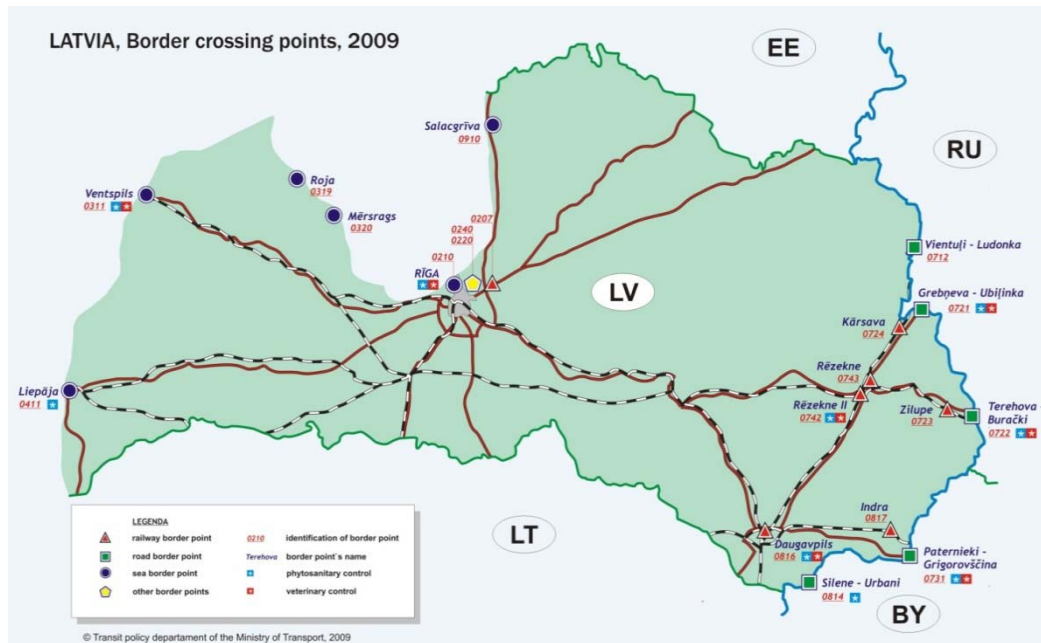 LATVIA, Border crossing points, 2009
EE
RU
LV
LT
BY
Salacgrīva
0910
Roja
0319
Ventspils
0311
Mērsrags
0320
0207
0240
0220
0210
RĪGA
Vientuļi - Ludonka
0712
Grebņeva - Ubiļinka
0721
Kārsava
0724
Rēzekne
0743
Rēzekne II
0742
Zilupe
0723
Terehova -
Burački
0722
Liepāja
0411
Indra
0817
Daugavpils
0816
Paternieki -
Grigorovščina
0731
Silene - Urbani
0814
LEGENDA
railway border point
road border point
sea border point
other border points
0210 identification of border point
Terehova border point`s name
phytosanitary control
veterinary control
© Transit policy departament of the Ministry of Transport, 2009